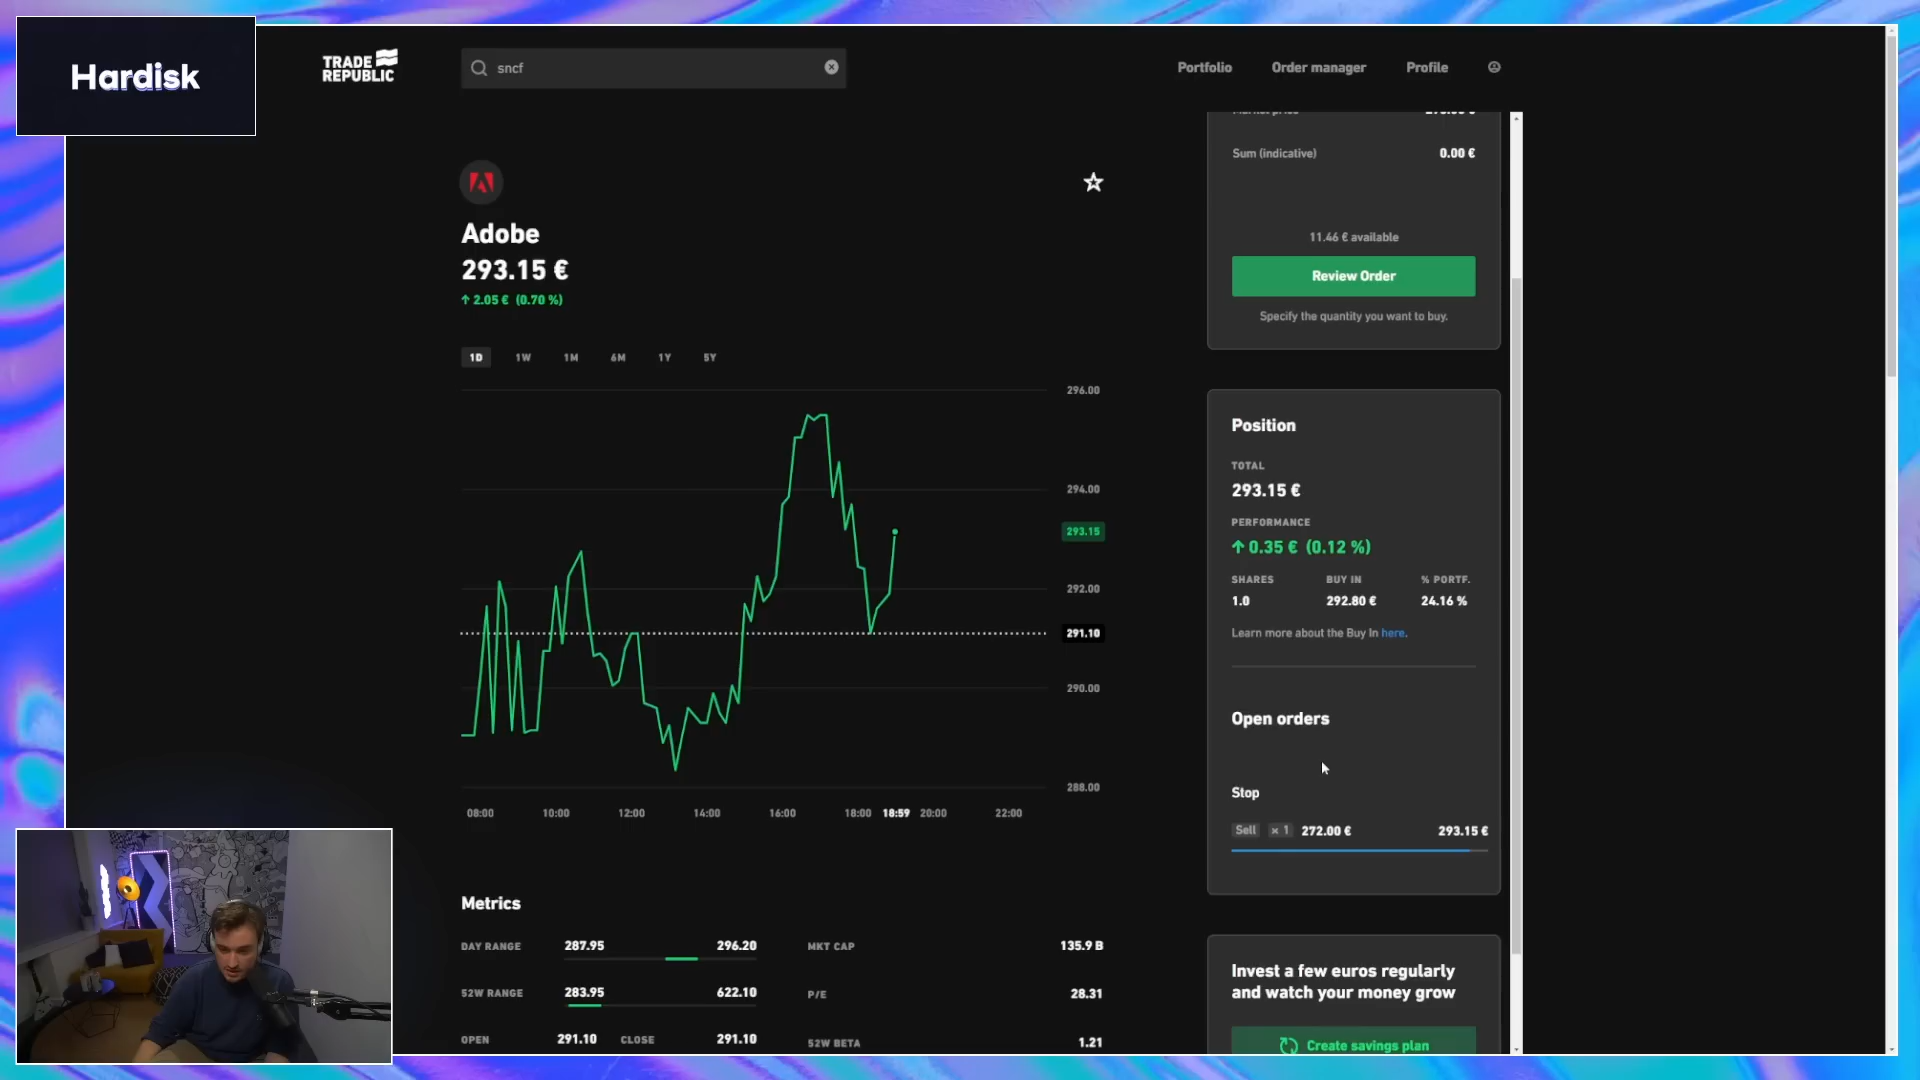 Hardisk
TRADE REPUBLIC
sncf
Portfolio
Order manager
Profile
Sum (indicative)
0.00 €
11.46 € available
Review Order
Specify the quantity you want to buy.
Adobe
293.15 €
↑ 2.05 € (0.70 %)
1D 1W 1M 6M 1Y 5Y
296.00
294.00
293.15
292.00
291.10
290.00
288.00
08:00 10:00 12:00 14:00 16:00 18:00 18:59 20:00 22:00
Position
TOTAL
293.15 €
PERFORMANCE
↑ 0.35 € (0.12 %)
SHARES BUY IN % PORTF.
1.0 292.80 € 24.16 %
Learn more about the Buy In here.
Open orders
Stop
Sell × 1 272.00 € 293.15 €
Metrics
DAY RANGE 287.95 296.20 MKT CAP 135.9 B
52W RANGE 283.95 622.10 P/E 28.31
OPEN 291.10 CLOSE 291.10 52W BETA 1.21
Invest a few euros regularly
and watch your money grow
Create savings plan